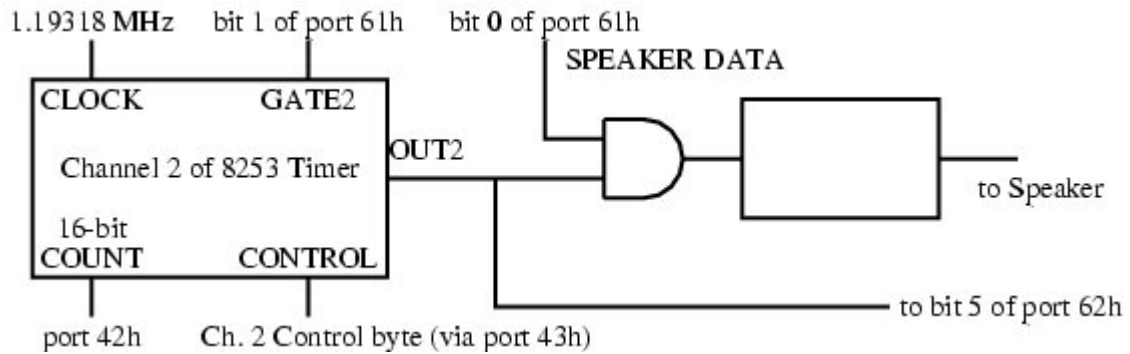 1.19318 MHz
bit 1 of port 61h
bit 0 of port 61h
SPEAKER DATA
CLOCK
GATE2
OUT2
Channel 2 of 8253 Timer
to Speaker
16-bit
COUNT
CONTROL
to bit 5 of port 62h
port 42h
Ch. 2 Control byte (via port 43h)